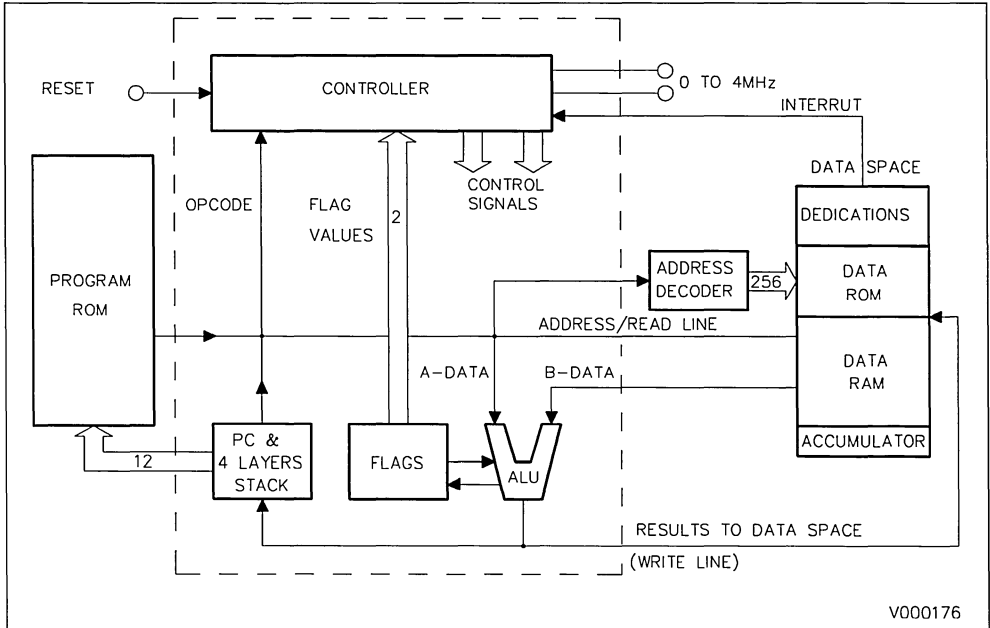 RESET
CONTROLLER
0 TO 4MHz
INTERRUT
DATA SPACE
OPCODE
FLAG
VALUES
2
CONTROL
SIGNALS
DEDICATIONS
PROGRAM
ROM
ADDRESS
DECODER
256
DATA
ROM
ADDRESS/READ LINE
A-DATA
B-DATA
DATA
RAM
12
PC &
4 LAYERS
STACK
FLAGS
ALU
ACCUMULATOR
RESULTS TO DATA SPACE
(WRITE LINE)
V000176